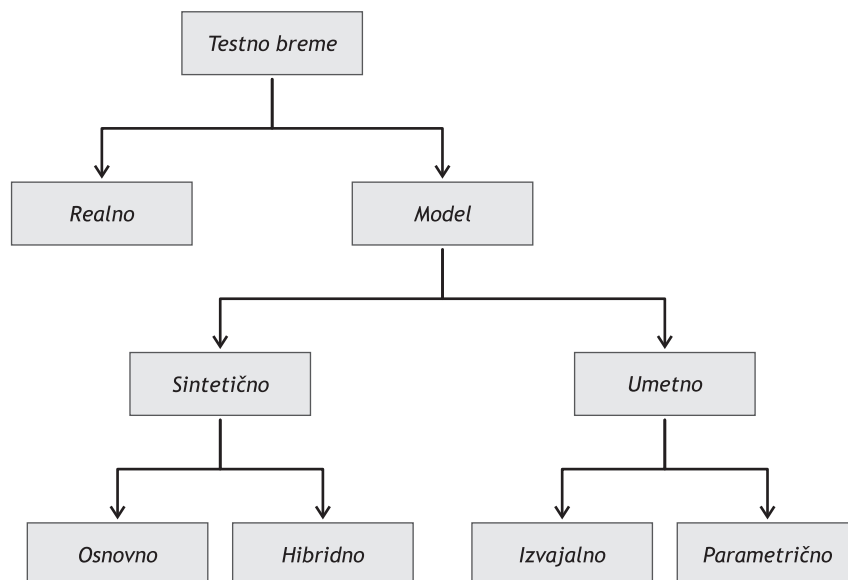 Testno breme
Realno
Model
Sintetično
Umetno
Osnovno
Hibridno
Izvajalno
Parametrično